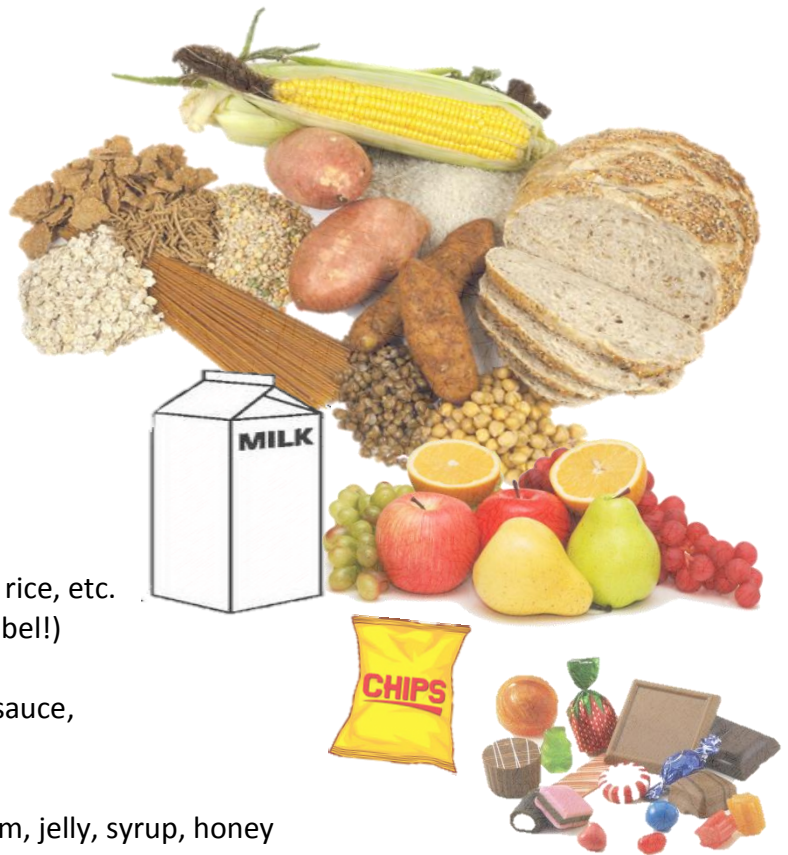 MILK
rice, etc.
bel!)
CHIPS
sauce,
m, jelly, syrup, honey